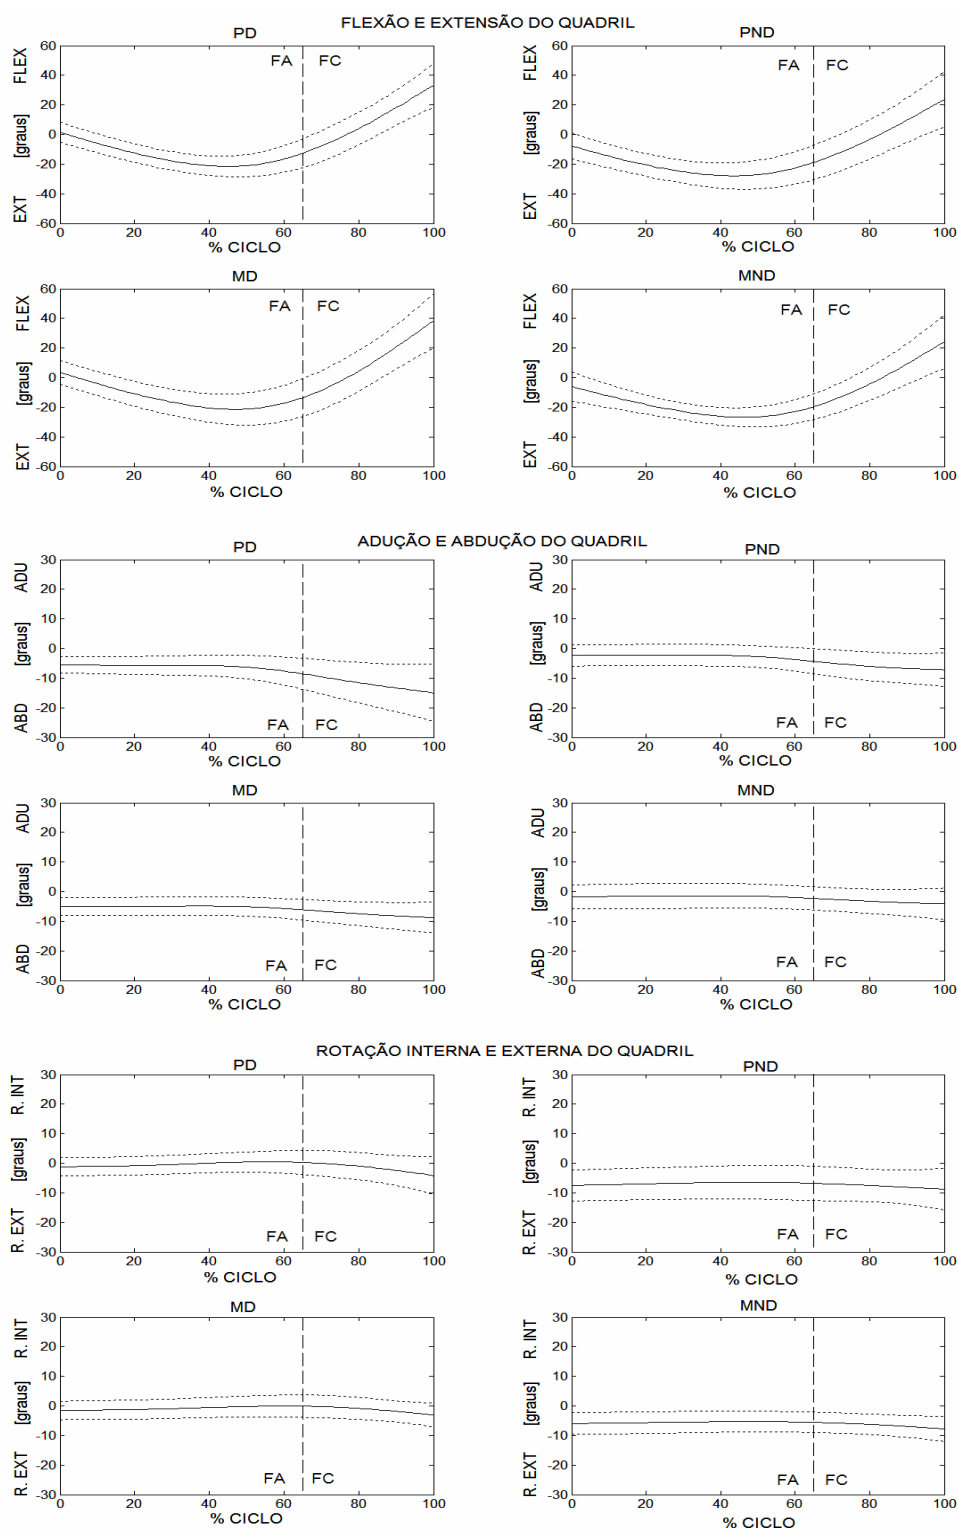 FLEXÃO E EXTENSÃO DO QUADRIL
PD
PND
FLEX
[graus]
EXT
60
40
20
0
-20
-40
-60
FA
FC
0 20 40 60 80 100
% CICLO
FLEX
[graus]
EXT
60
40
20
0
-20
-40
-60
FA
FC
0 20 40 60 80 100
% CICLO
MD
MND
FLEX
[graus]
EXT
60
40
20
0
-20
-40
-60
FA
FC
0 20 40 60 80 100
% CICLO
FLEX
[graus]
EXT
60
40
20
0
-20
-40
-60
FA
FC
0 20 40 60 80 100
% CICLO
ADUÇÃO E ABDUÇÃO DO QUADRIL
PD
PND
ADU
[graus]
ABD
30
20
10
0
-10
-20
-30
FA
FC
0 20 40 60 80 100
% CICLO
ADU
[graus]
ABD
30
20
10
0
-10
-20
-30
FA
FC
0 20 40 60 80 100
% CICLO
MD
MND
ADU
[graus]
ABD
30
20
10
0
-10
-20
-30
FA
FC
0 20 40 60 80 100
% CICLO
ADU
[graus]
ABD
30
20
10
0
-10
-20
-30
FA
FC
0 20 40 60 80 100
% CICLO
ROTAÇÃO INTERNA E EXTERNA DO QUADRIL
PD
PND
R. INT
[graus]
R. EXT
30
20
10
0
-10
-20
-30
FA
FC
0 20 40 60 80 100
% CICLO
R. INT
[graus]
R. EXT
30
20
10
0
-10
-20
-30
FA
FC
0 20 40 60 80 100
% CICLO
MD
MND
R. INT
[graus]
R. EXT
30
20
10
0
-10
-20
-30
FA
FC
0 20 40 60 80 100
% CICLO
R. INT
[graus]
R. EXT
30
20
10
0
-10
-20
-30
FA
FC
0 20 40 60 80 100
% CICLO